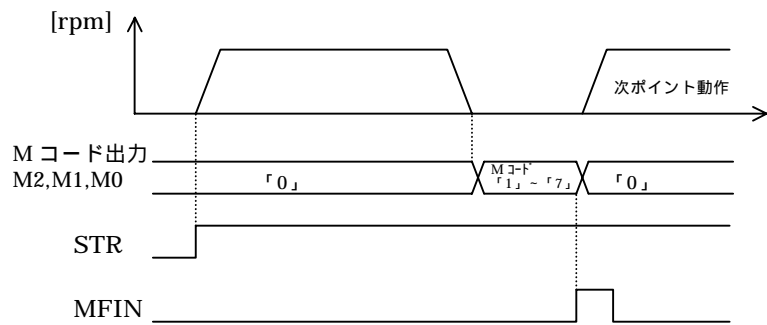 [rpm]
次ポイント動作
M コード出力
M2,M1,M0
「0」
M コード
「1」~「7」
「0」
STR
MFIN